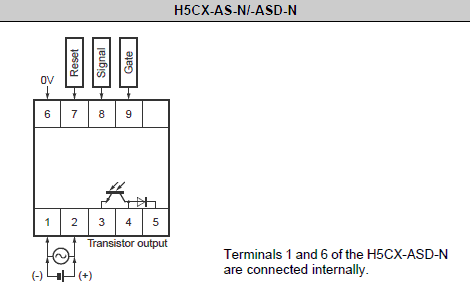 H5CX-AS-N/-ASD-N
Reset
Signal
Gate
0V
6 7 8 9
1 2 3 4 5
Transistor output
(-) (+)
Terminals 1 and 6 of the H5CX-ASD-N
are connected internally.